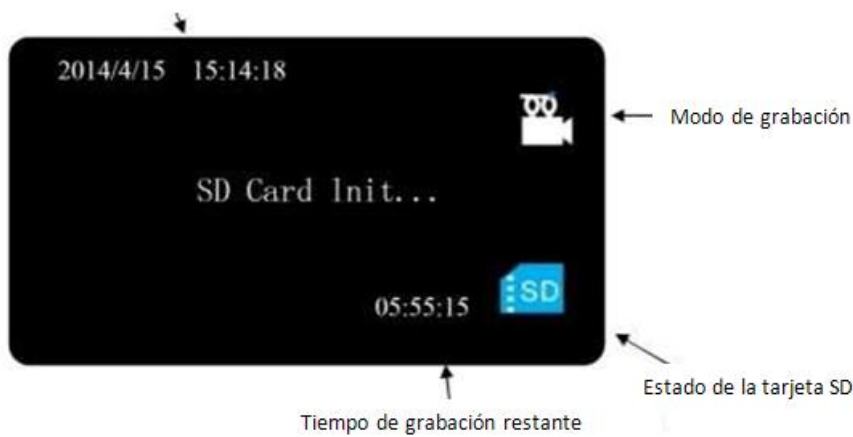 2014/4/15 15:14:18
Modo de grabación
SD Card Init...
SD
05:55:15
Estado de la tarjeta SD
Tiempo de grabación restante